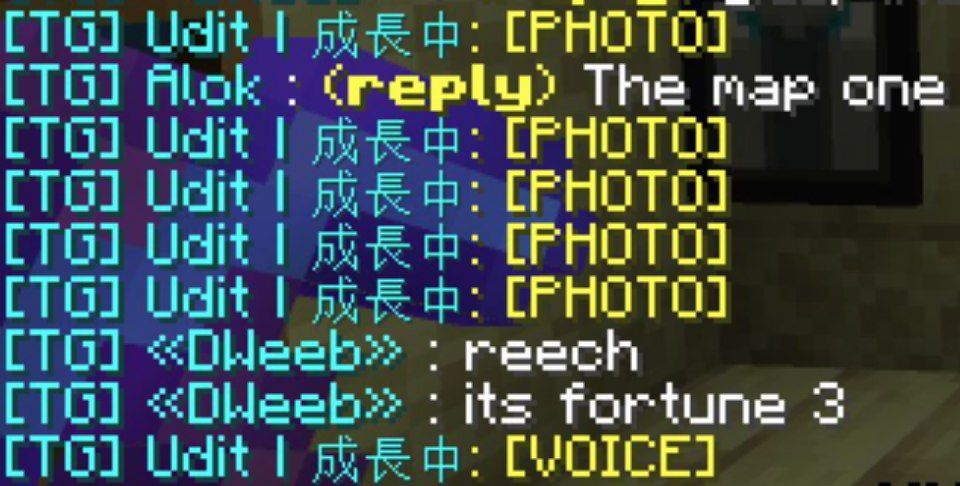 [TG] Udit | 成長中: [PHOTO]
[TG] Alok : (reply) The map one
[TG] Udit | 成長中: [PHOTO]
[TG] Udit | 成長中: [PHOTO]
[TG] Udit | 成長中: [PHOTO]
[TG] Udit | 成長中: [PHOTO]
[TG] «DWeeb» : reech
[TG] «DWeeb» : its fortune 3
[TG] Udit | 成長中: [VOICE]